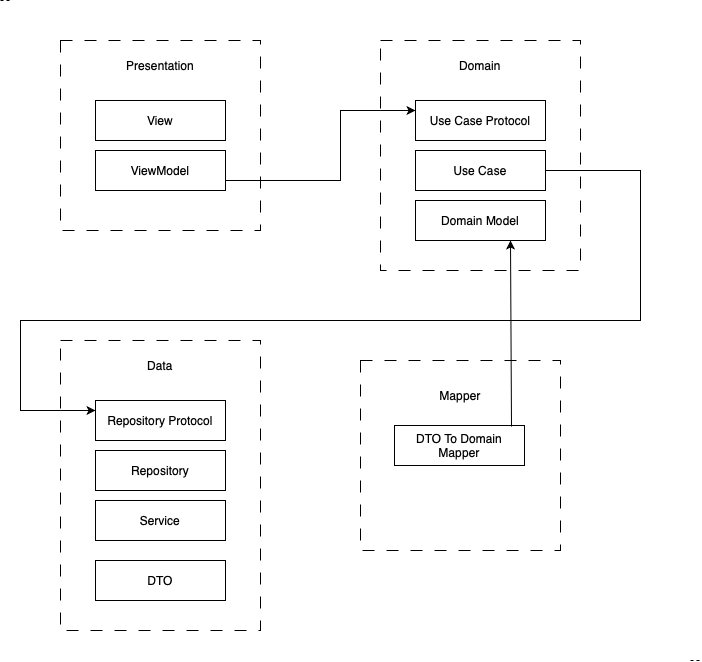 Presentation
View
ViewModel
Domain
Use Case Protocol
Use Case
Domain Model
Data
Repository Protocol
Repository
Service
DTO
Mapper
DTO To Domain
Mapper